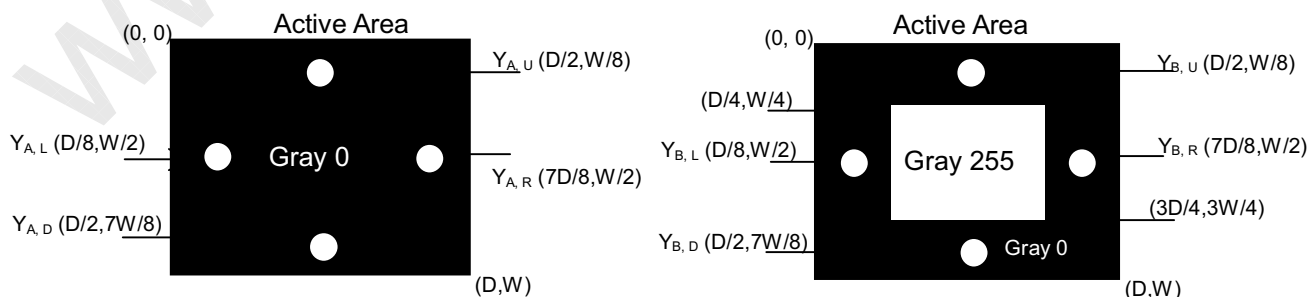 Active Area
(0, 0)
Y_A, U (D/2,W/8)
Y_A, L (D/8,W/2)
Gray 0
Y_A, R (7D/8,W/2)
Y_A, D (D/2,7W/8)
(D,W)
Active Area
(0, 0)
Y_B, U (D/2,W/8)
(D/4,W/4)
Y_B, L (D/8,W/2)
Gray 255
Y_B, R (7D/8,W/2)
(3D/4,3W/4)
Y_B, D (D/2,7W/8)
Gray 0
(D,W)